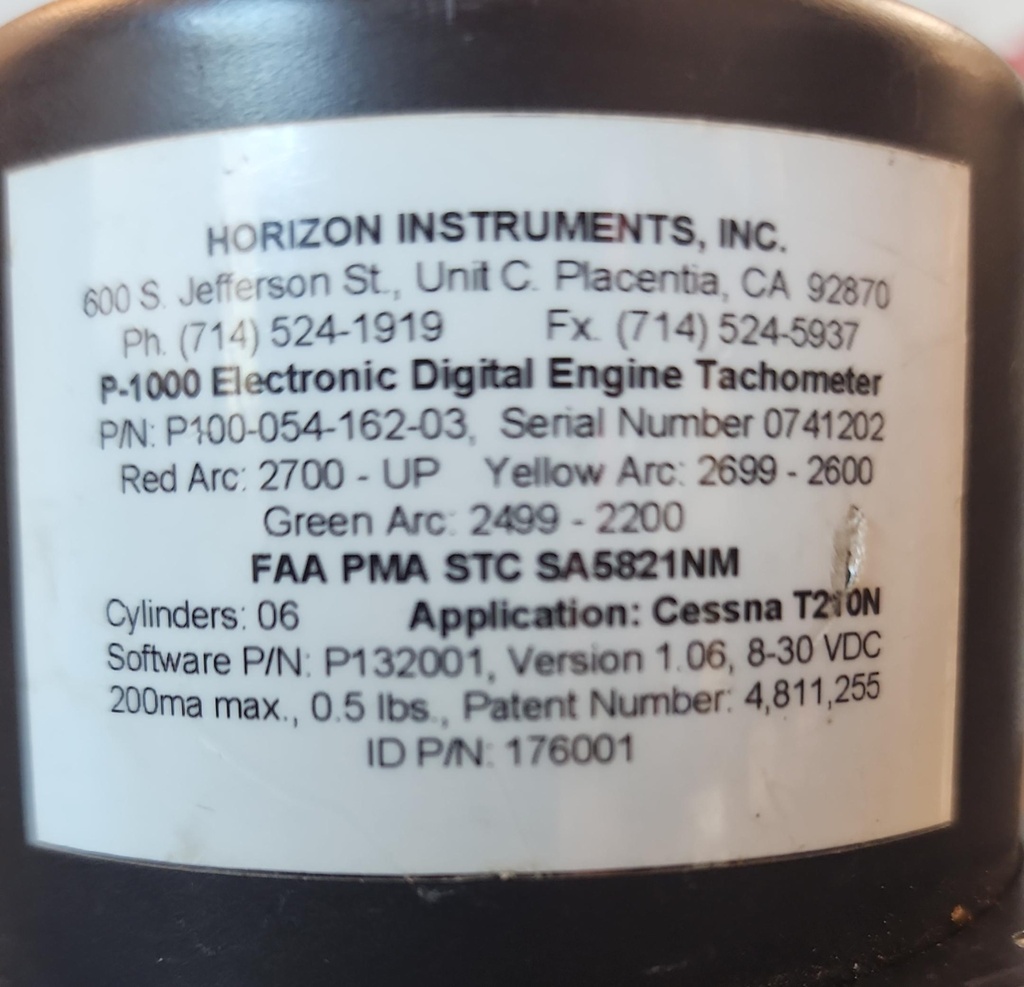 HORIZON INSTRUMENTS, INC.
600 S. Jefferson St., Unit C. Placentia, CA 92870
Ph. (714) 524-1919 Fx. (714) 524-5937
P-1000 Electronic Digital Engine Tachometer
P/N: P100-054-162-03, Serial Number 0741202
Red Arc: 2700 - UP Yellow Arc: 2699 - 2600
Green Arc: 2499 - 2200
FAA PMA STC SA5821NM
Cylinders: 06 Application: Cessna T210N
Software P/N: P132001, Version 1.06, 8-30 VDC
200ma max., 0.5 lbs., Patent Number: 4,811,255
ID P/N: 176001